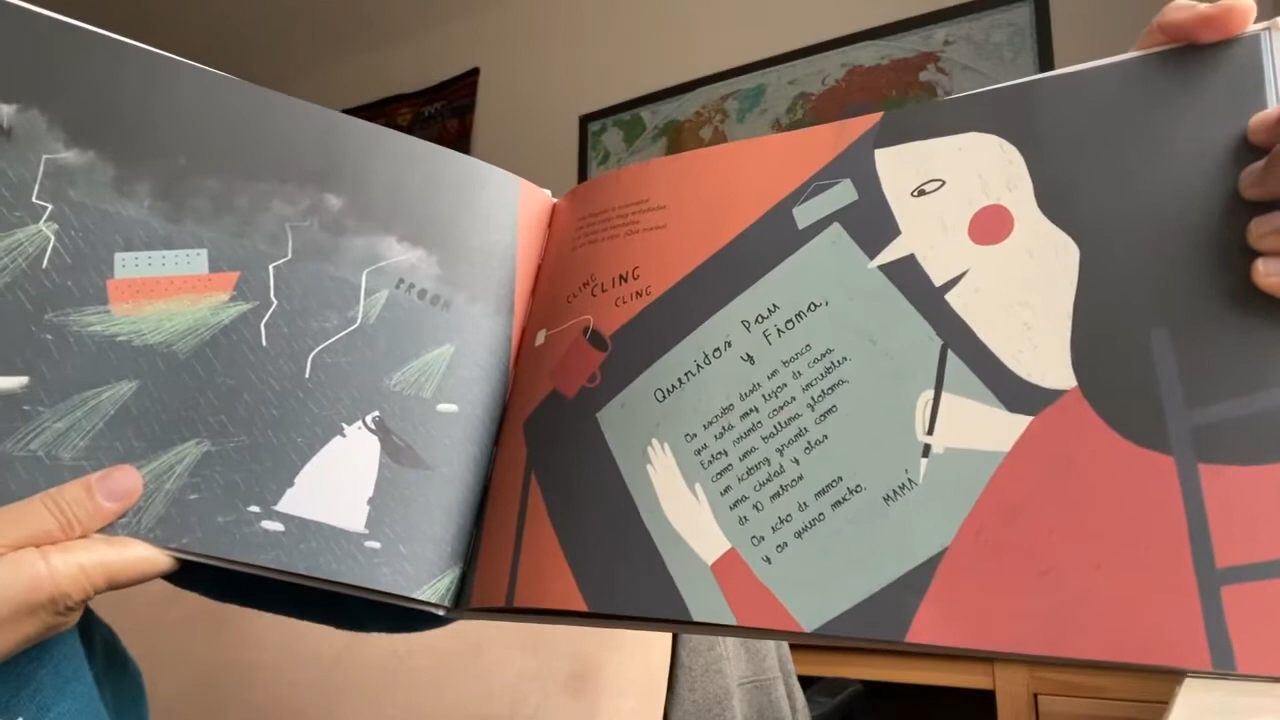 BROOM
CLING
CLING
CLING
Queridos Pau
y Fiona,
Os escribo desde un barco
que está muy lejos de casa.
Estoy viendo cosas increíbles,
como una ballena glotona,
un iceberg grande como
una ciudad y olas
de 10 metros
Os echo de menos
y os quiero mucho,
MAMÁ